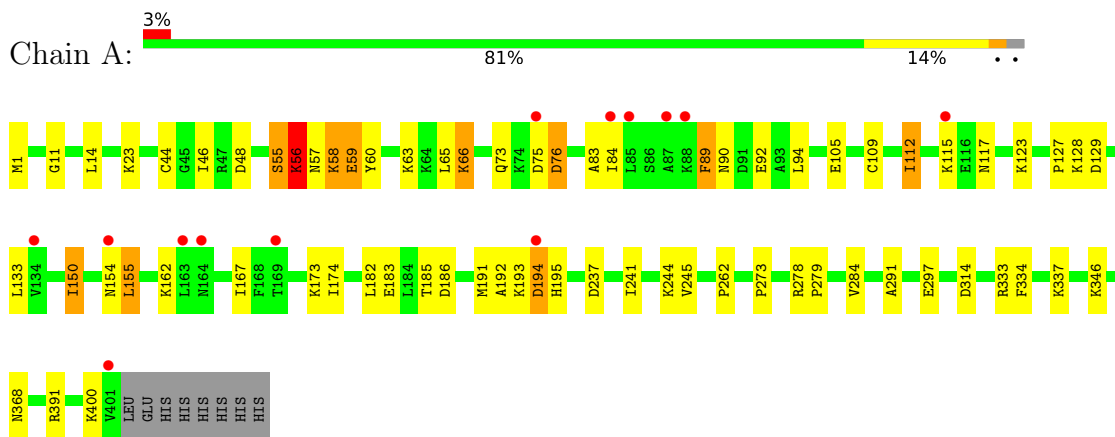 3%
Chain A:
81% 14% . .
M1 G11 L14 K23 C44 G45 I46 R47 D48 S55 K56 N57 K58 E59 Y60 K63 K64 L65 K66 Q73 K74 D75 D76 A83 I84 L85 S86 A87 K88 F89 N90 D91 E92 A93 L94 E105 C109 I112 K115 E116 N117 K123 P127 K128 D129
L133 V134 I150 N154 L155 K162 L163 N164 I167 F168 T169 K173 I174 L182 E183 L184 T185 D186 M191 A192 K193 D194 H195 D237 I241 K244 V245 P262 P273 R278 P279 V284 A291 E297 D314 R333 F334 K337 K346
N368 R391 K400 V401 LEU GLU HIS HIS HIS HIS HIS HIS